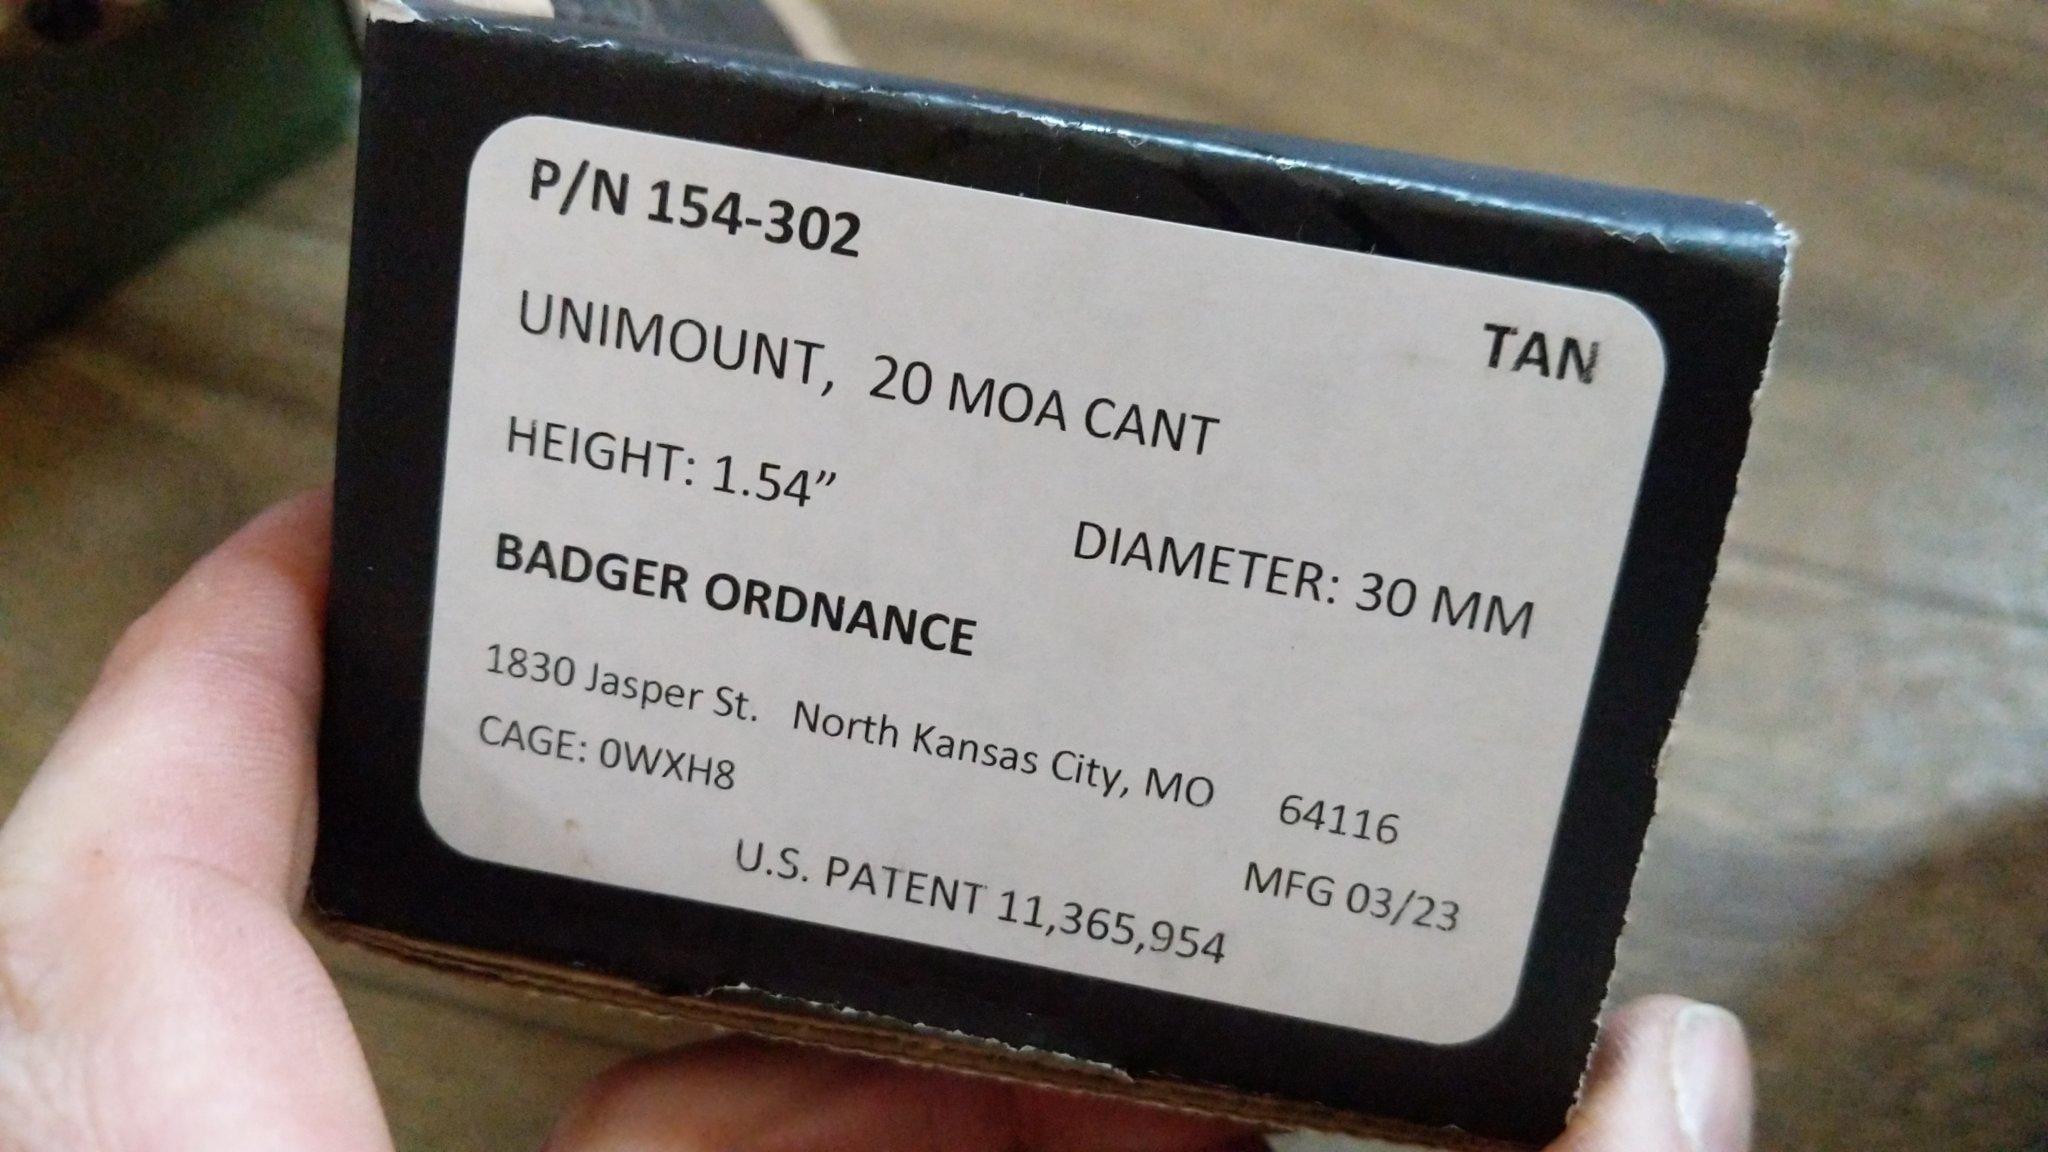 P/N 154-302
TAN
UNIMOUNT, 20 MOA CANT
HEIGHT: 1.54”
DIAMETER: 30 MM
BADGER ORDNANCE
1830 Jasper St. North Kansas City, MO 64116
CAGE: 0WXH8
MFG 03/23
U.S. PATENT 11,365,954